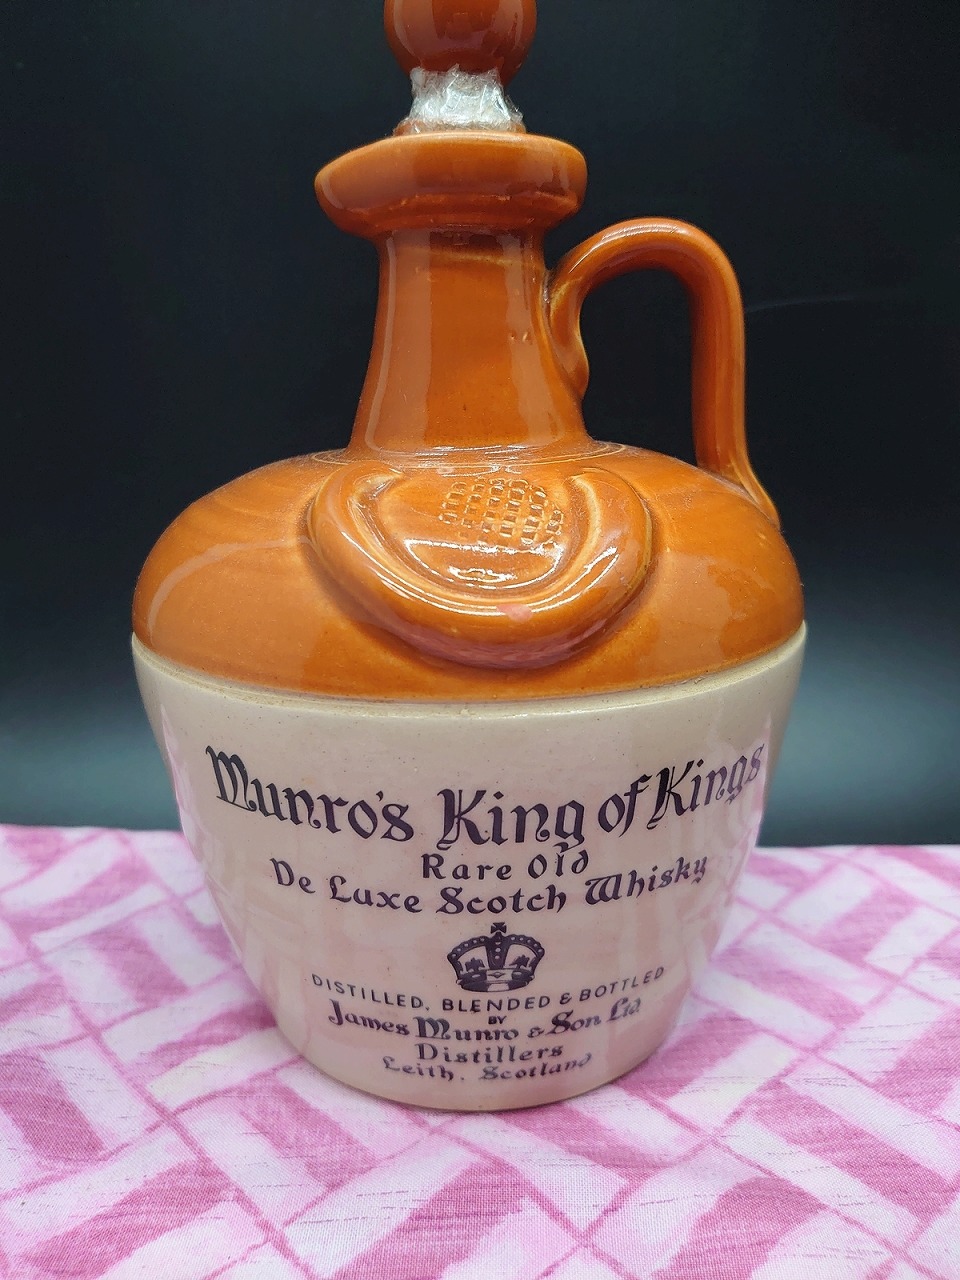 Munro's King of Kings
Rare Old
De Luxe Scotch Whisky
DISTILLED, BLENDED & BOTTLED
BY
James Munro & Son Ltd
Distillers
Leith, Scotland